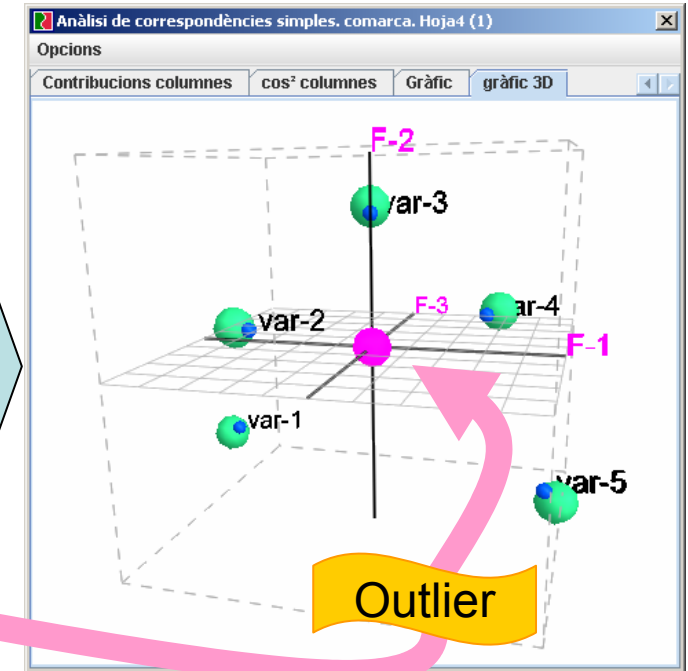 Anàlisi de correspondències simples. comarca. Hoja4 (1)
Opcions
Contribucions columnes cos² columnes Gràfic gràfic 3D
F-2
var-3
F-3
ar-4
var-2
F-1
var-1
var-5
Outlier